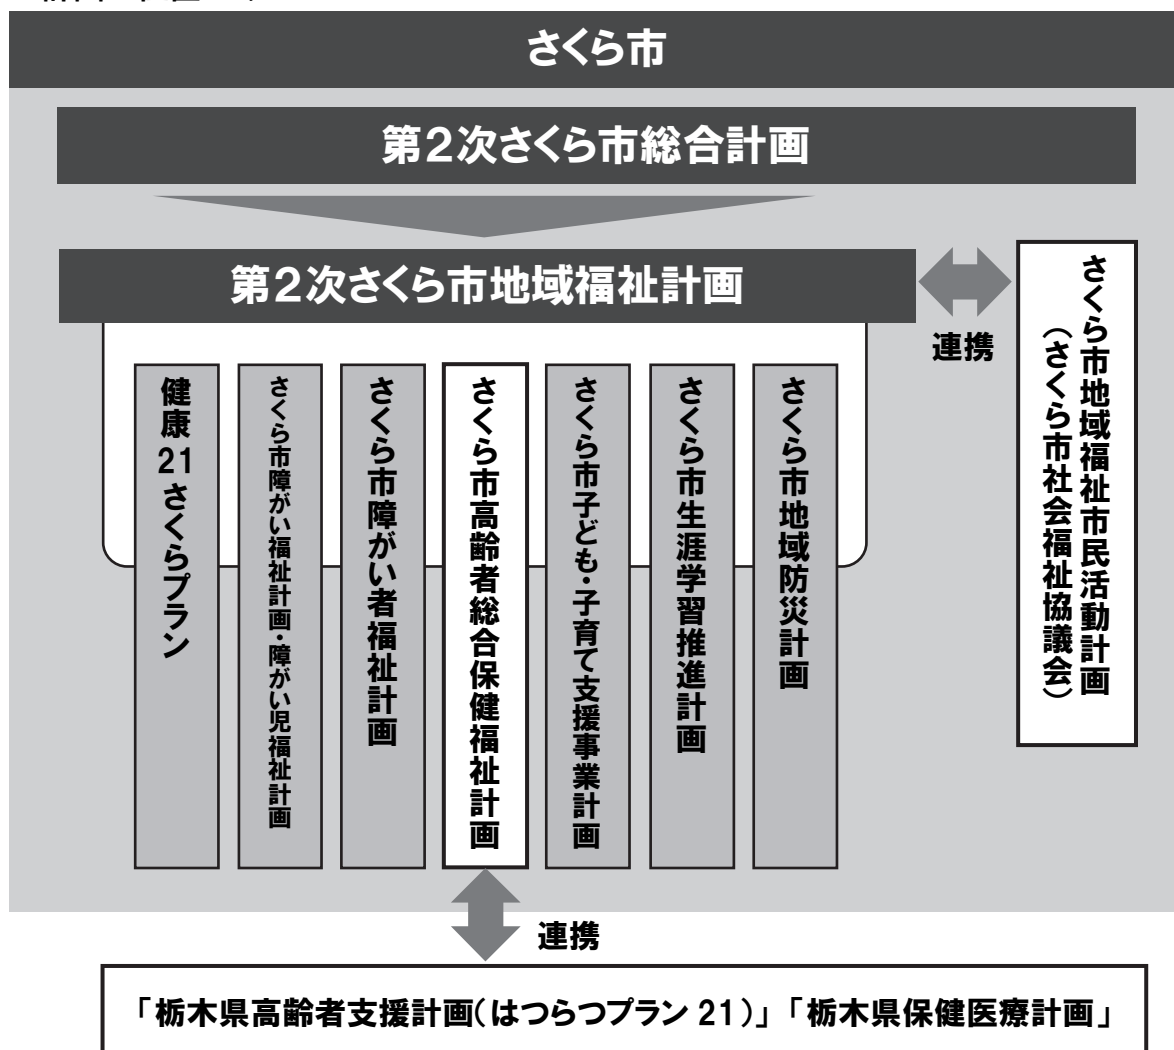 さくら市
第2次さくら市総合計画
第2次さくら市地域福祉計画
連携
さくら市地域福祉市民活動計画
(さくら市社会福祉協議会)
健康21さくらプラン
さくら市障がい福祉計画・障がい児福祉計画
さくら市障がい者福祉計画
さくら市高齢者総合保健福祉計画
さくら市子ども・子育て支援事業計画
さくら市生涯学習推進計画
さくら市地域防災計画
連携
「栃木県高齢者支援計画(はつらつプラン21)」「栃木県保健医療計画」